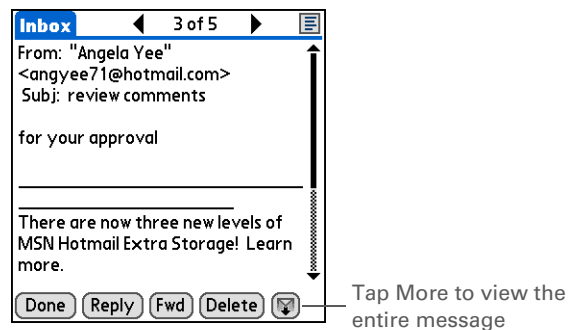 Inbox
3 of 5
From: "Angela Yee"
<angyee71@hotmail.com>
Subj: review comments
for your approval
There are now three new levels of
MSN Hotmail Extra Storage! Learn
more.
Done Reply Fwd Delete
Tap More to view the
entire message